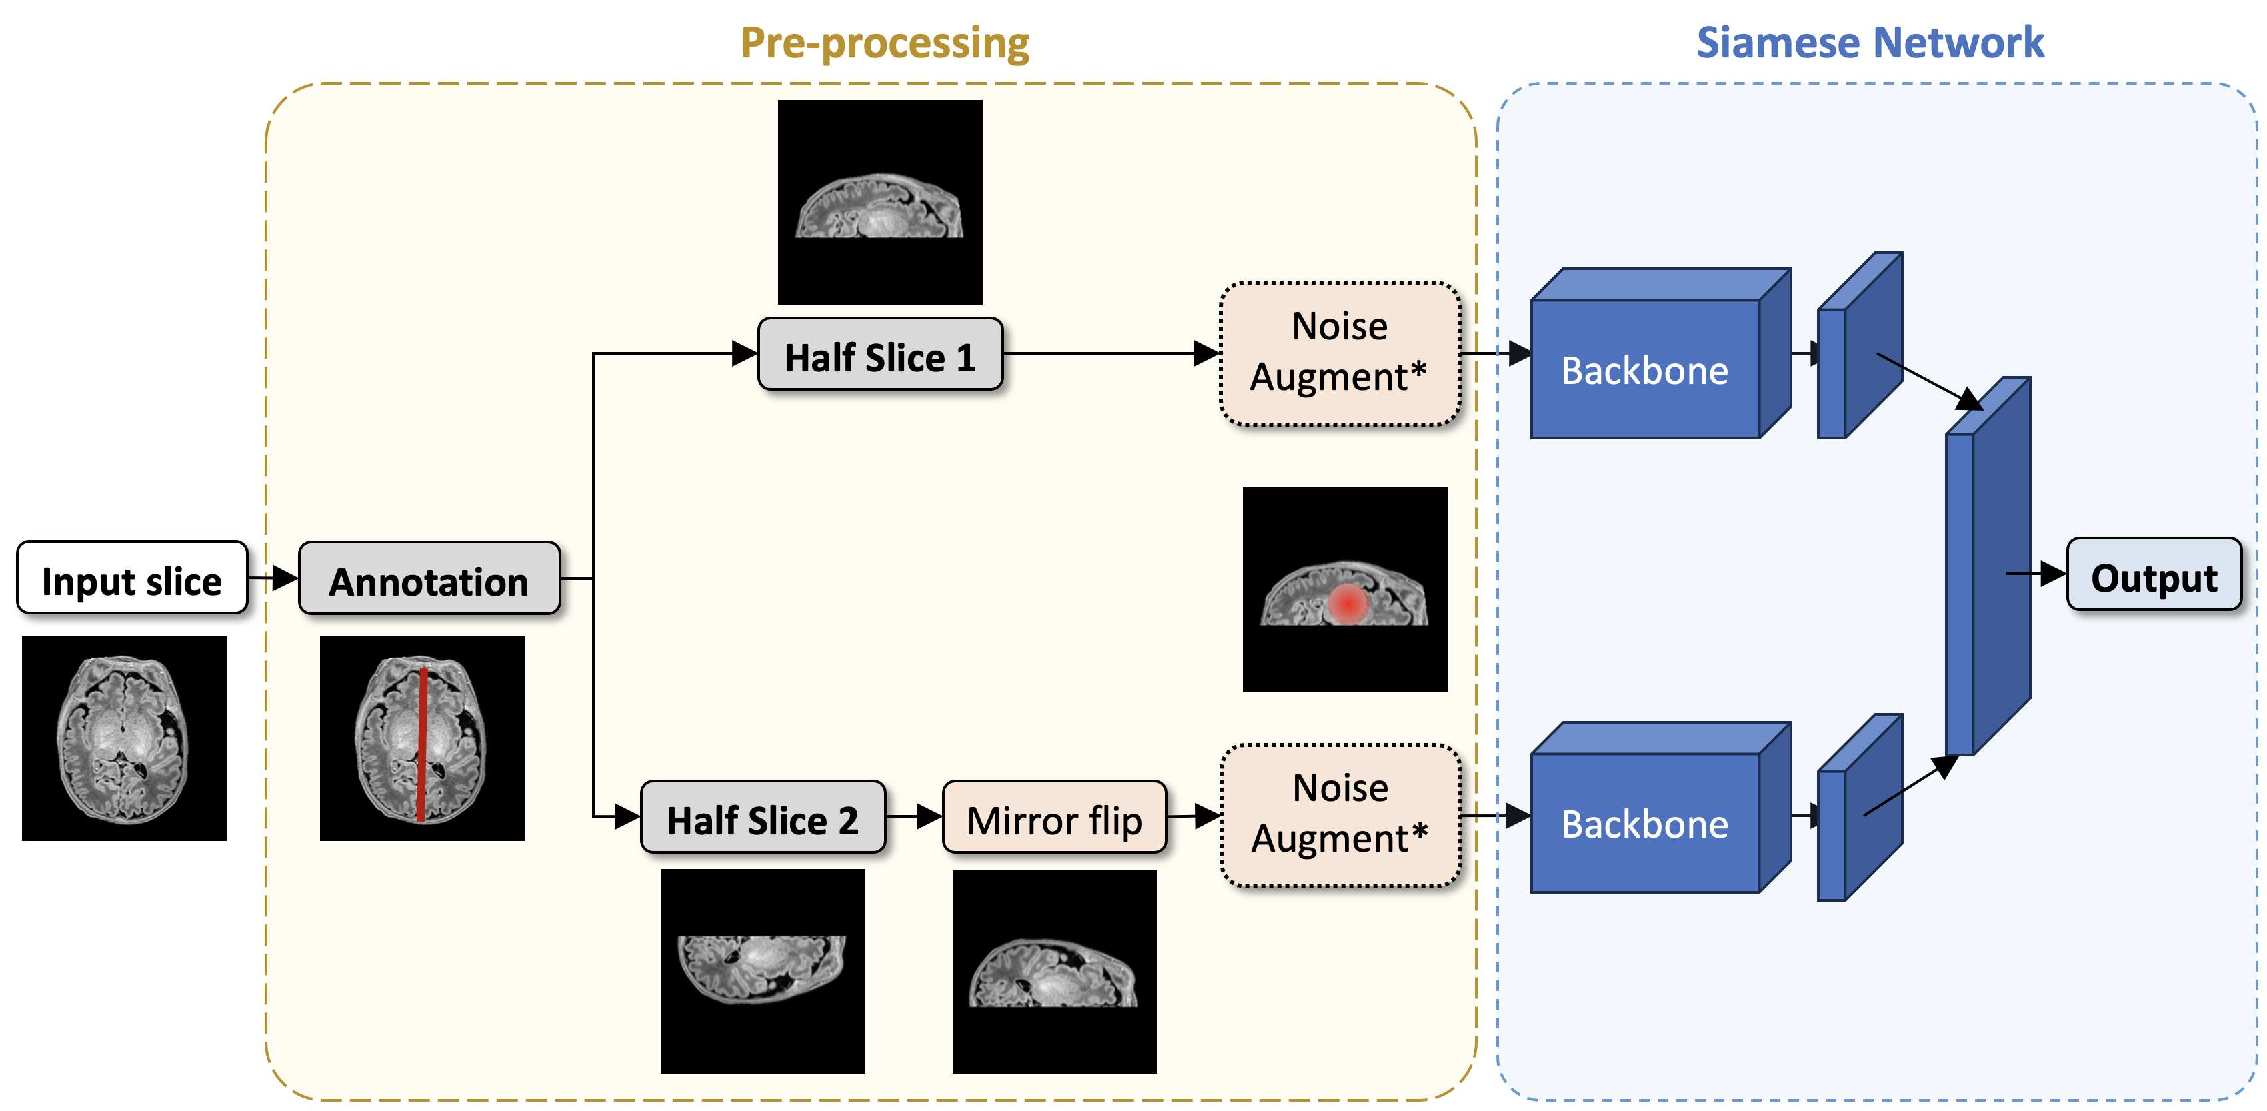 Pre-processing
Siamese Network
Half Slice 1
Noise
Augment*
Backbone
Input slice
Annotation
Output
Half Slice 2
Mirror flip
Noise
Augment*
Backbone